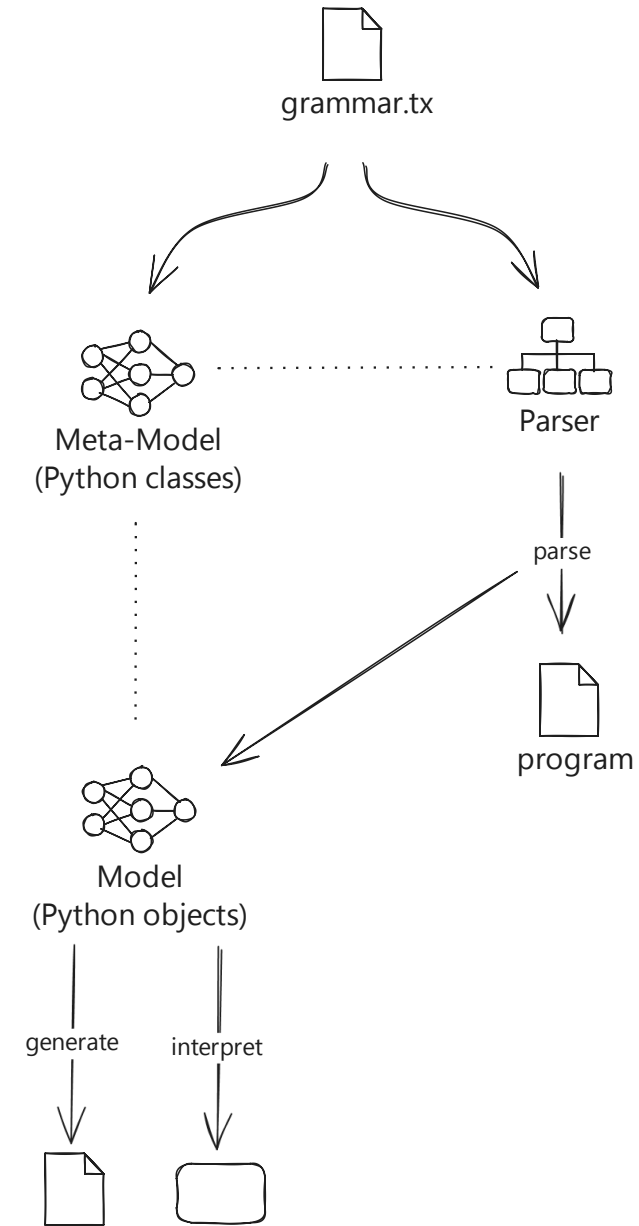 grammar.tx
Meta-Model
(Python classes)
Parser
parse
program
Model
(Python objects)
generate
interpret